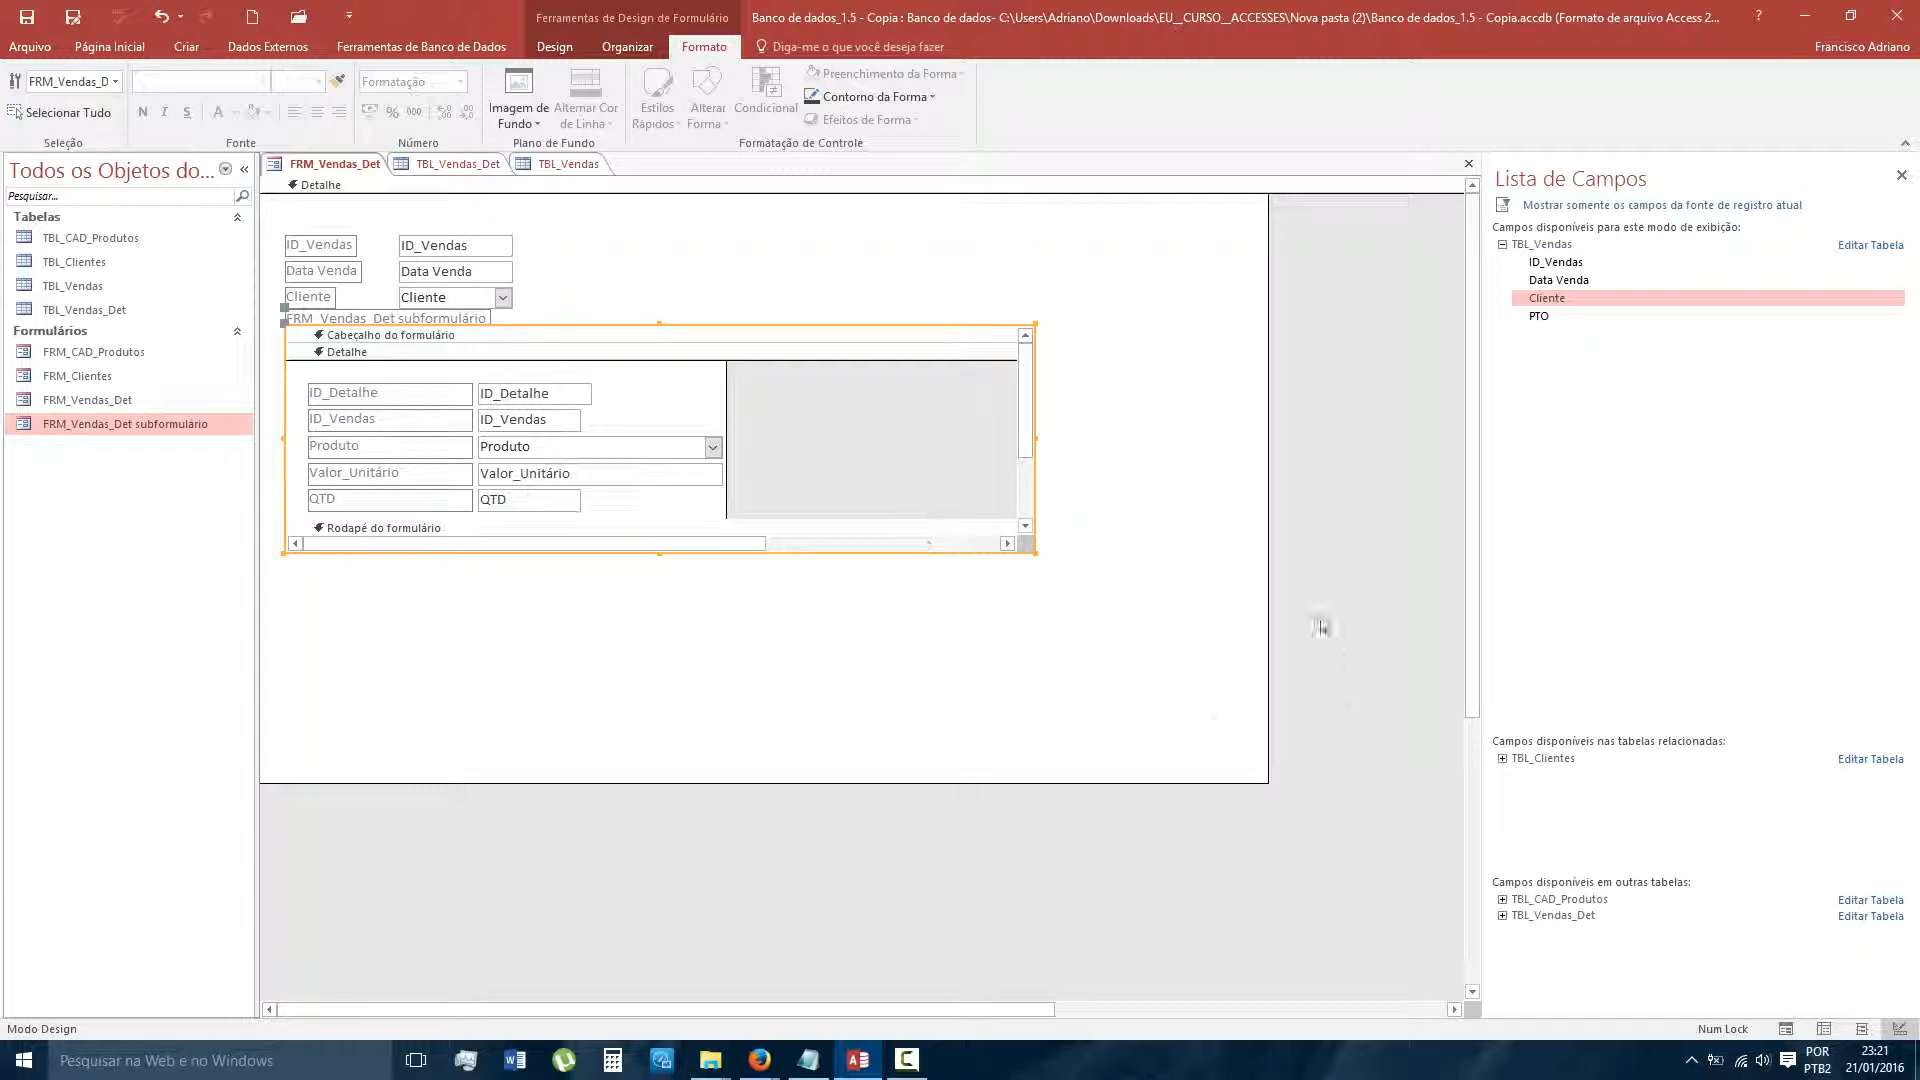 Ferramentas de Design de Formulário
Banco de dados_1.5 - Copia : Banco de dados- C:\Users\Adriano\Downloads\EU__CURSO__ACCESSES\Nova pasta (2)\Banco de dados_1.5 - Copia.accdb (Formato de arquivo Access 2...
?
Arquivo Página Inicial Criar Dados Externos Ferramentas de Banco de Dados Design Organizar Formato Diga-me o que você deseja fazer Francisco Adriano
FRM_Vendas_D
Selecionar Tudo
Seleção
N I S A
Fonte
Formatação
% 000
Número
Imagem de Fundo
Alternar Cor de Linha
Plano de Fundo
Estilos Rápidos
Alterar Forma
Condicional
Preenchimento da Forma
Contorno da Forma
Efeitos de Forma
Formatação de Controle
Todos os Objetos do...
Pesquisar...
Tabelas
TBL_CAD_Produtos
TBL_Clientes
TBL_Vendas
TBL_Vendas_Det
Formulários
FRM_CAD_Produtos
FRM_Clientes
FRM_Vendas_Det
FRM_Vendas_Det subformulário
FRM_Vendas_Det TBL_Vendas_Det TBL_Vendas
Detalhe
ID_Vendas ID_Vendas
Data Venda Data Venda
Cliente Cliente
FRM_Vendas_Det subformulário
Cabeçalho do formulário
Detalhe
ID_Detalhe ID_Detalhe
ID_Vendas ID_Vendas
Produto Produto
Valor_Unitário Valor_Unitário
QTD QTD
Rodapé do formulário
Lista de Campos
Mostrar somente os campos da fonte de registro atual
Campos disponíveis para este modo de exibição:
TBL_Vendas Editar Tabela
ID_Vendas
Data Venda
Cliente
PTO
Campos disponíveis nas tabelas relacionadas:
TBL_Clientes Editar Tabela
Campos disponíveis em outras tabelas:
TBL_CAD_Produtos Editar Tabela
TBL_Vendas_Det Editar Tabela
Modo Design
Num Lock
Pesquisar na Web e no Windows
POR
PTB2
23:21
21/01/2016